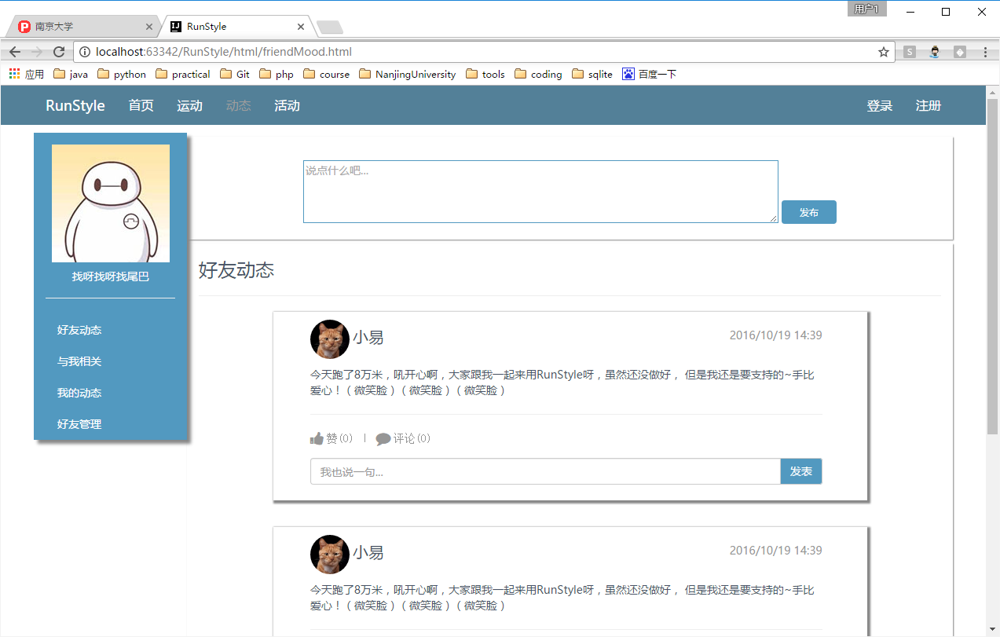 用户1
南京大学
RunStyle
localhost:63342/RunStyle/html/friendMood.html
应用 java python practical Git php course NanjingUniversity tools coding sqlite 百度一下
RunStyle 首页 运动 动态 活动 登录 注册
找呀找呀找尾巴
好友动态
与我相关
我的动态
好友管理
说点什么吧...
发布
好友动态
小易 2016/10/19 14:39
今天跑了8万米，吼开心啊，大家跟我一起来用RunStyle呀，虽然还没做好， 但是我还是要支持的~手比
爱心！（微笑脸）（微笑脸）（微笑脸）
赞(0) | 评论(0)
我也说一句... 发表
小易 2016/10/19 14:39
今天跑了8万米，吼开心啊，大家跟我一起来用RunStyle呀，虽然还没做好， 但是我还是要支持的~手比
爱心！（微笑脸）（微笑脸）（微笑脸）